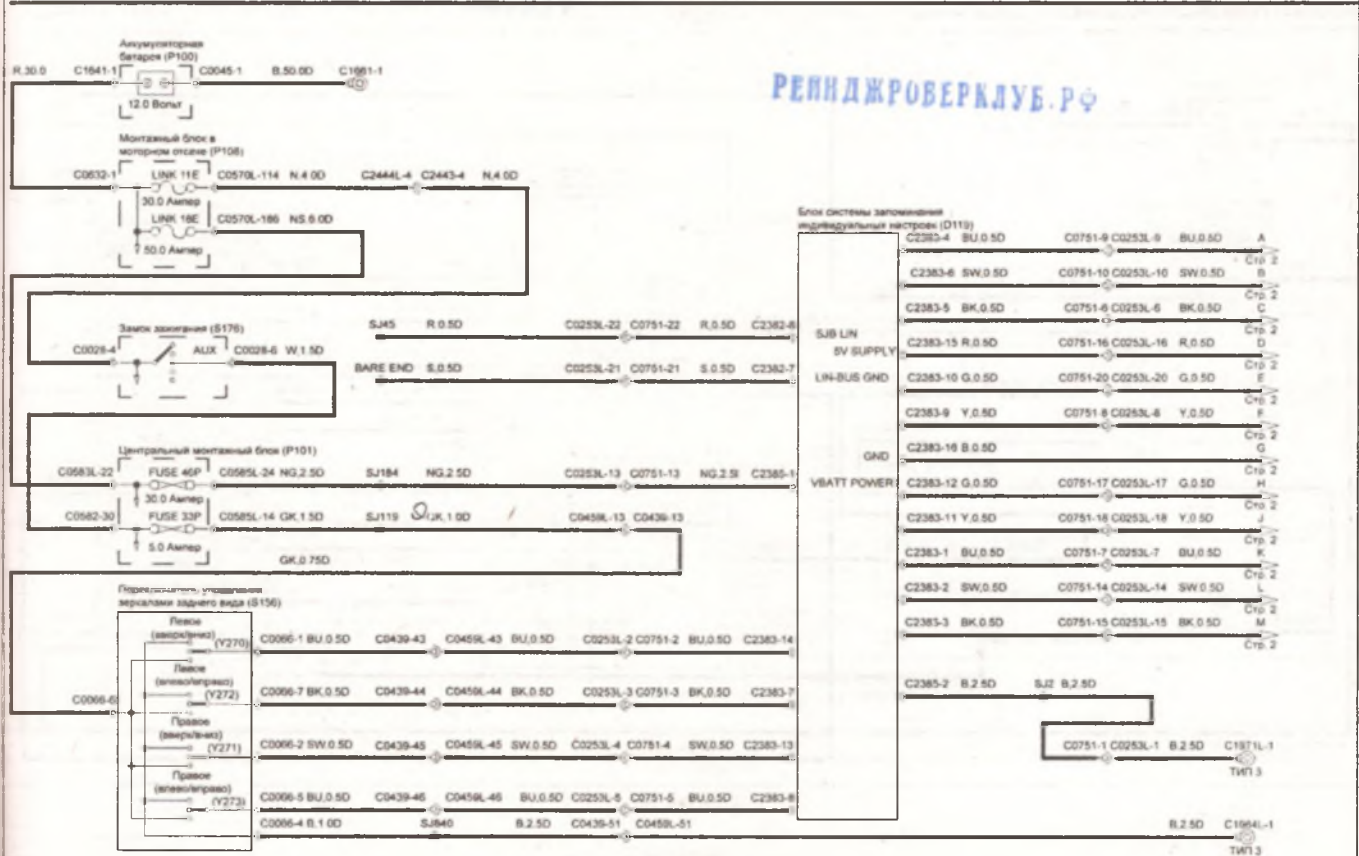 Аккумуляторная
батарея (P100)
R,30.0 C1641-1 C0045-1 B,50.0D C1661-1
12.0 Вольт
РЕИНДЖРОВЕРКЛУБ.РФ
Монтажный блок в
моторном отсеке (P108)
C0632-1 LINK 11E C0570L-114 N,4.0D C2444L-4 C2443-4 N,4.0D
30.0 Ампер
LINK 18E C0570L-186 NS,6.0D
50.0 Ампер
Блок системы запоминания
индивидуальных настроек (D119)
C2383-4 BU,0.5D C0751-9 C0253L-9 BU,0.5D A
Стр. 2
C2383-6 SW,0.5D C0751-10 C0253L-10 SW,0.5D B
Стр. 2
C2383-5 BK,0.5D C0751-6 C0253L-6 BK,0.5D C
Стр. 2
Замок зажигания (S176)
C0028-4 AUX C0028-6 W,1.5D
SJ45 R,0.5D C0253L-22 C0751-22 R,0.5D C2382-8 SJB LIN
5V SUPPLY C2383-15 R,0.5D C0751-16 C0253L-16 R,0.5D D
Стр. 2
BARE END S,0.5D C0253L-21 C0751-21 S,0.5D C2382-7 LIN-BUS GND C2383-10 G,0.5D C0751-20 C0253L-20 G,0.5D E
Стр. 2
C2383-9 Y,0.5D C0751-8 C0253L-8 Y,0.5D F
Стр. 2
GND C2383-16 B,0.5D G
Стр. 2
Центральный монтажный блок (P101)
C0583L-22 FUSE 46P C0585L-24 NG,2.5D SJ184 NG,2.5D C0253L-13 C0751-13 NG,2.5I C2385-1 VBATT POWER C2383-12 G,0.5D C0751-17 C0253L-17 G,0.5D H
Стр. 2
30.0 Ампер
C0582-30 FUSE 33P C0585L-14 GK,1.5D SJ119 GK,1.0D C0459L-13 C0439-13
C2383-11 Y,0.5D C0751-18 C0253L-18 Y,0.5D J
Стр. 2
5.0 Ампер
GK,0.75D
C2383-1 BU,0.5D C0751-7 C0253L-7 BU,0.5D K
Стр. 2
C2383-2 SW,0.5D C0751-14 C0253L-14 SW,0.5D L
Стр. 2
C2383-3 BK,0.5D C0751-15 C0253L-15 BK,0.5D M
Стр. 2
управления
зеркалами заднего вида (S156)
Левое
(вверх/вниз)
(Y270) C0066-1 BU,0.5D C0439-43 C0459L-43 BU,0.5D C0253L-2 C0751-2 BU,0.5D C2383-14
Левое
(влево/вправо)
(Y272) C0066-7 BK,0.5D C0439-44 C0459L-44 BK,0.5D C0253L-3 C0751-3 BK,0.5D C2383-7
C2385-2 B,2.5D SJ2 B,2.5D
Правое
(вверх/вниз)
(Y271) C0066-2 SW,0.5D C0439-45 C0459L-45 SW,0.5D C0253L-4 C0751-4 SW,0.5D C2383-13
C0751-1 C0253L-1 B,2.5D C1971L-1
ТИП 3
Правое
(влево/вправо)
(Y273) C0066-5 BU,0.5D C0439-46 C0459L-46 BU,0.5D C0253L-5 C0751-5 BU,0.5D C2383-8
C0066-4 B,1.0D SJ840 B,2.5D C0439-51 C0459L-51 B,2.5D C1964L-1
ТИП 3